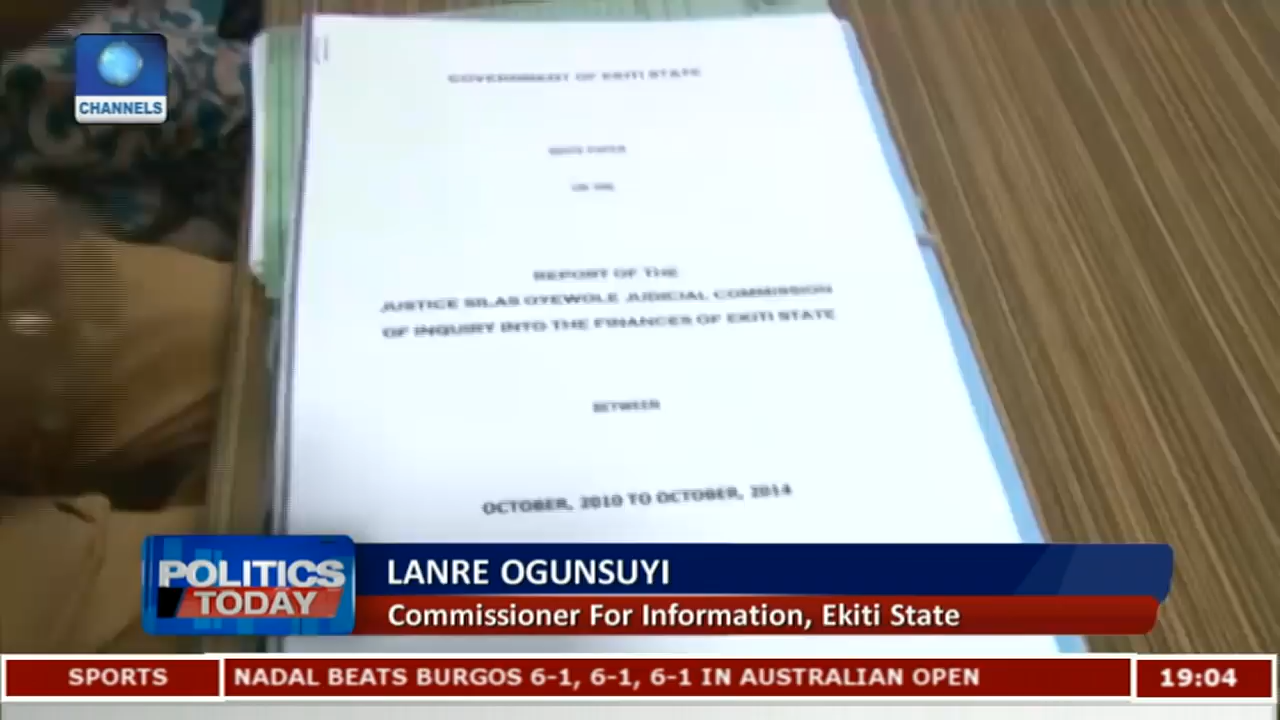 CHANNELS
GOVERNMENT OF EKITI STATE
WHITE PAPER
ON THE
REPORT OF THE
JUSTICE SILAS OYEWOLE JUDICIAL COMMISSION
OF INQUIRY INTO THE FINANCES OF EKITI STATE
BETWEEN
OCTOBER, 2010 TO OCTOBER, 2014
POLITICS
TODAY
LANRE OGUNSUYI
Commissioner For Information, Ekiti State
SPORTS
NADAL BEATS BURGOS 6-1, 6-1, 6-1 IN AUSTRALIAN OPEN
19:04